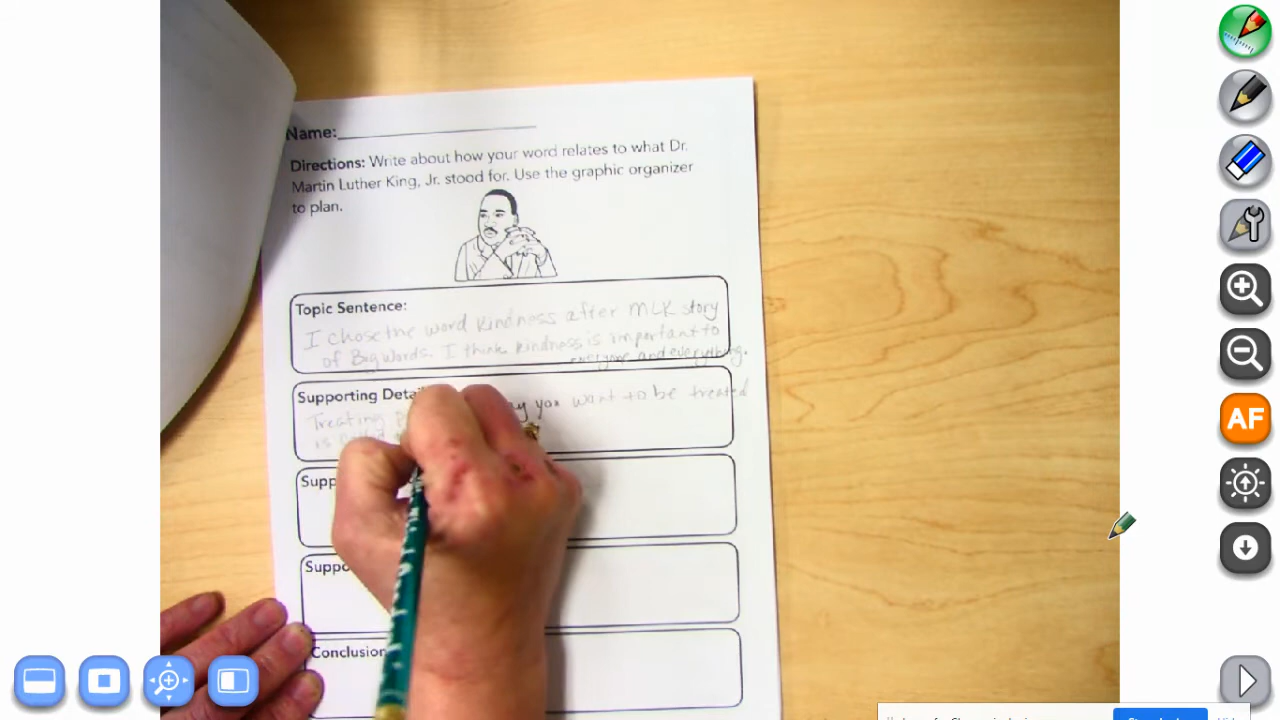 Name:
Directions: Write about how your word relates to what Dr.
Martin Luther King, Jr. stood for. Use the graphic organizer
to plan.
Topic Sentence:
I chose the word kindness after MLK story
of Big words. I think kindness is important to
everyone and everything.
Supporting Detai
Treating you want to be treated
is
Supp
Suppo
Conclusion
AF